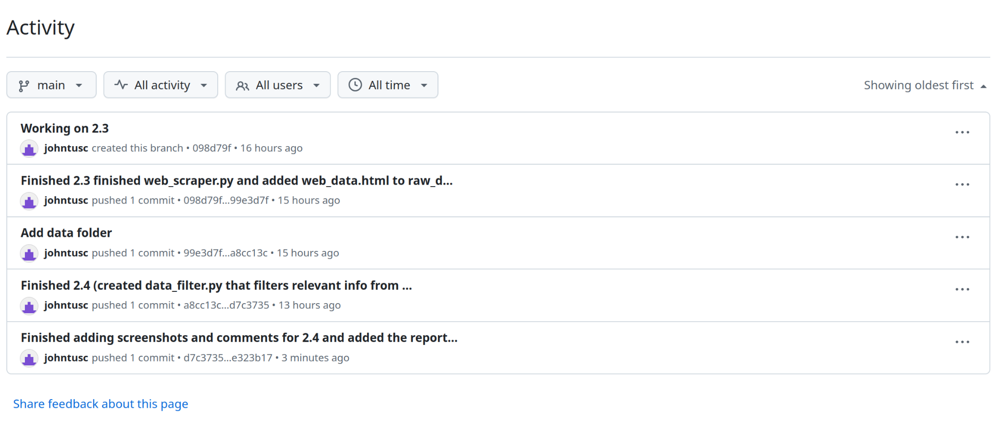 Activity
main
All activity
All users
All time
Showing oldest first
Working on 2.3
johntusc created this branch • 098d79f • 16 hours ago
Finished 2.3 finished web_scraper.py and added web_data.html to raw_d...
johntusc pushed 1 commit • 098d79f...99e3d7f • 15 hours ago
Add data folder
johntusc pushed 1 commit • 99e3d7f...a8cc13c • 15 hours ago
Finished 2.4 (created data_filter.py that filters relevant info from ...
johntusc pushed 1 commit • a8cc13c...d7c3735 • 13 hours ago
Finished adding screenshots and comments for 2.4 and added the report...
johntusc pushed 1 commit • d7c3735...e323b17 • 3 minutes ago
Share feedback about this page